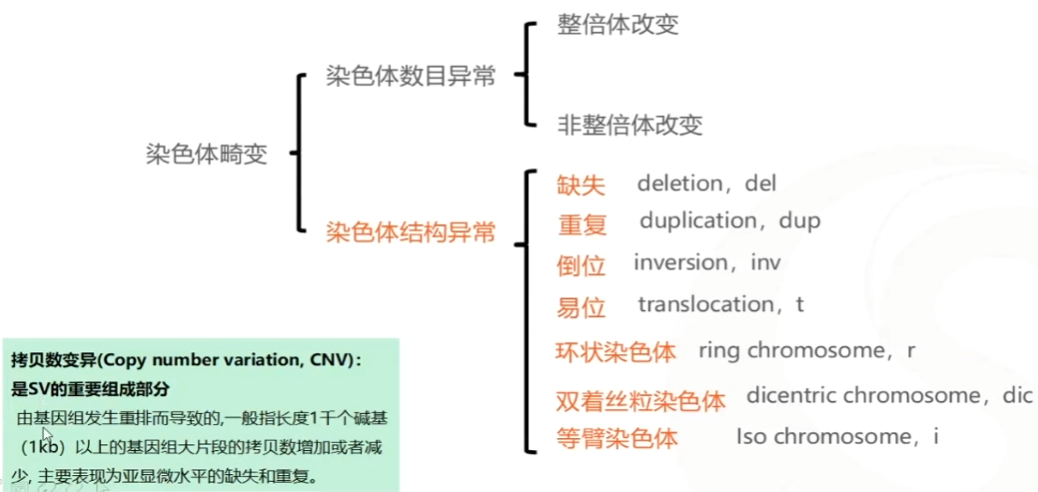 整倍体改变
染色体数目异常
非整倍体改变
染色体畸变
缺失 deletion，del
重复 duplication，dup
染色体结构异常
倒位 inversion，inv
易位 translocation，t
环状染色体 ring chromosome，r
双着丝粒染色体 dicentric chromosome，dic
等臂染色体 Iso chromosome，i
拷贝数变异(Copy number variation, CNV)：
是SV的重要组成部分
由基因组发生重排而导致的,一般指长度1千个碱基
（1kb）以上的基因组大片段的拷贝数增加或者减
少, 主要表现为亚显微水平的缺失和重复。